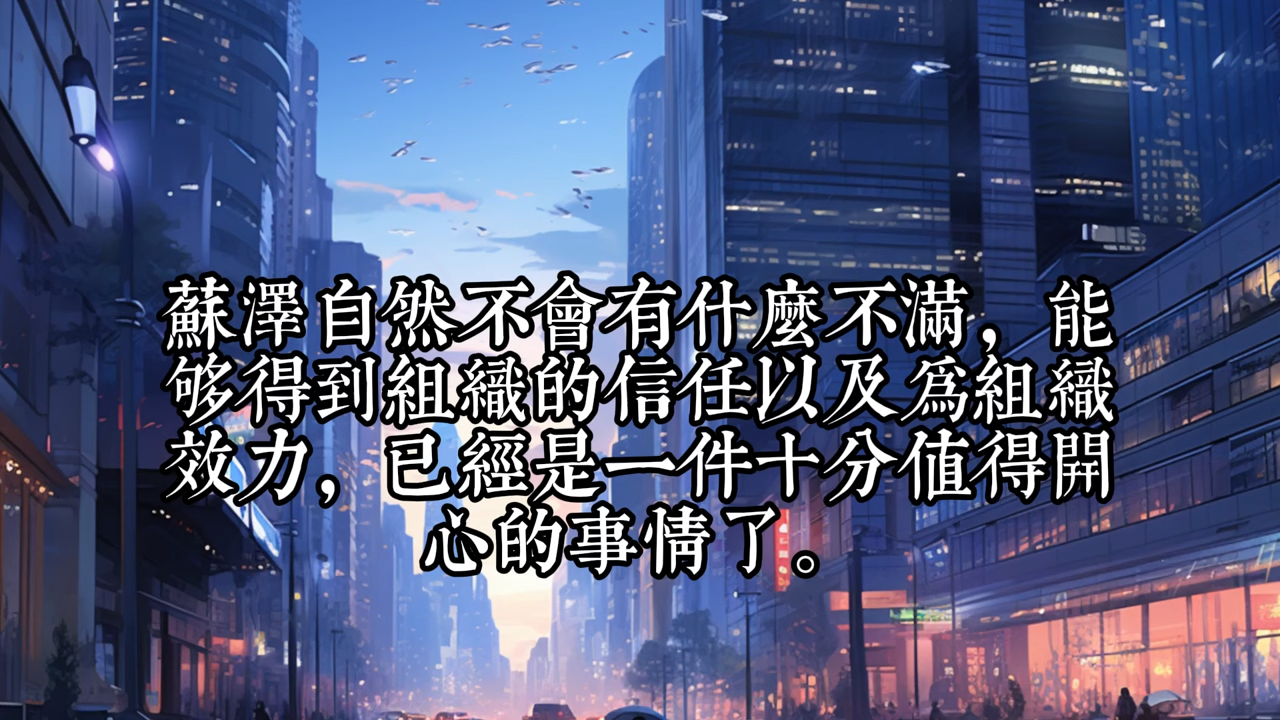 蘇澤自然不會有什麼不滿，能
够得到組織的信任以及爲組織
效力，已經是一件十分值得開
心的事情了。